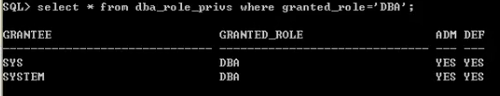 SQL> select * from dba_role_privs where granted_role='DBA';
GRANTEE GRANTED_ROLE ADM DEF
------------------------------ ------------------------------ --- ---
SYS DBA YES YES
SYSTEM DBA YES YES